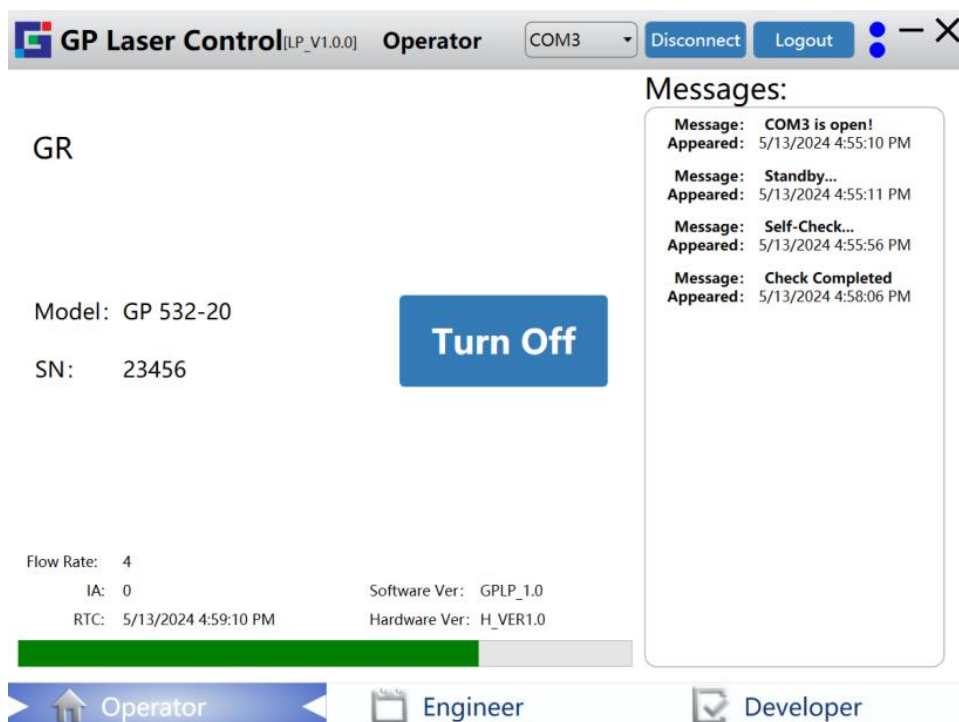 GP Laser Control[LP_V1.0.0] Operator COM3 Disconnect Logout
GR
Model: GP 532-20
SN: 23456
Turn Off
Flow Rate: 4
IA: 0
RTC: 5/13/2024 4:59:10 PM
Software Ver: GPLP_1.0
Hardware Ver: H_VER1.0
Messages:
Message: COM3 is open!
Appeared: 5/13/2024 4:55:10 PM
Message: Standby...
Appeared: 5/13/2024 4:55:11 PM
Message: Self-Check...
Appeared: 5/13/2024 4:55:56 PM
Message: Check Completed
Appeared: 5/13/2024 4:58:06 PM
Operator Engineer Developer